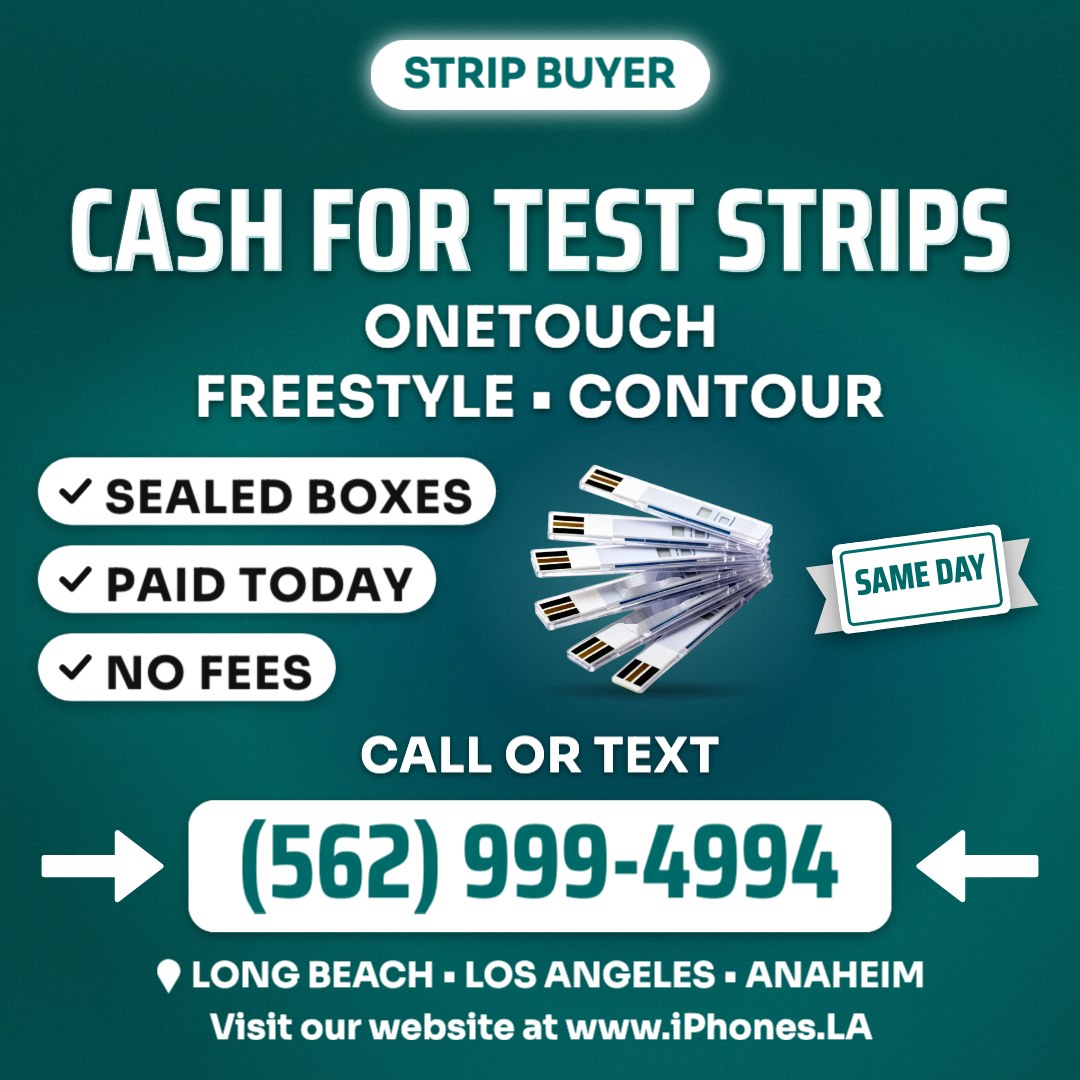 STRIP BUYER
CASH FOR TEST STRIPS
ONETOUCH
FREESTYLE ▪ CONTOUR
✓ SEALED BOXES
✓ PAID TODAY
✓ NO FEES
SAME DAY
CALL OR TEXT
(562) 999-4994
LONG BEACH ▪ LOS ANGELES ▪ ANAHEIM
Visit our website at www.iPhones.LA